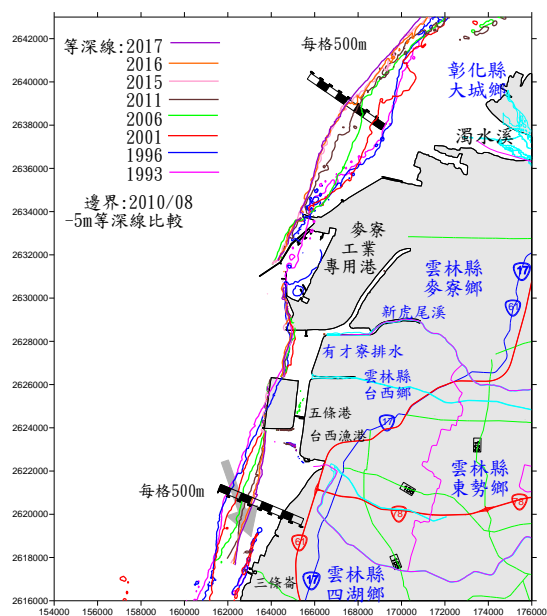 2642000
2640000
2638000
2636000
2634000
2632000
2630000
2628000
2626000
2624000
2622000
2620000
2618000
2616000
154000
156000
158000
160000
162000
164000
166000
168000
170000
172000
174000
176000
等深線:2017
2016
2015
2011
2006
2001
1996
1993
邊界:2010/08
-5m等深線比較
每格500m
彰化縣
大城鄉
濁水溪
麥寮
工業
專用港
雲林縣
麥寮鄉
17
61
新虎尾溪
有才寮排水
雲林縣
台西鄉
五條港
17
台西漁港
雲林縣
東勢鄉
每格500m
78
78
61
三條崙
17
雲林縣
四湖鄉